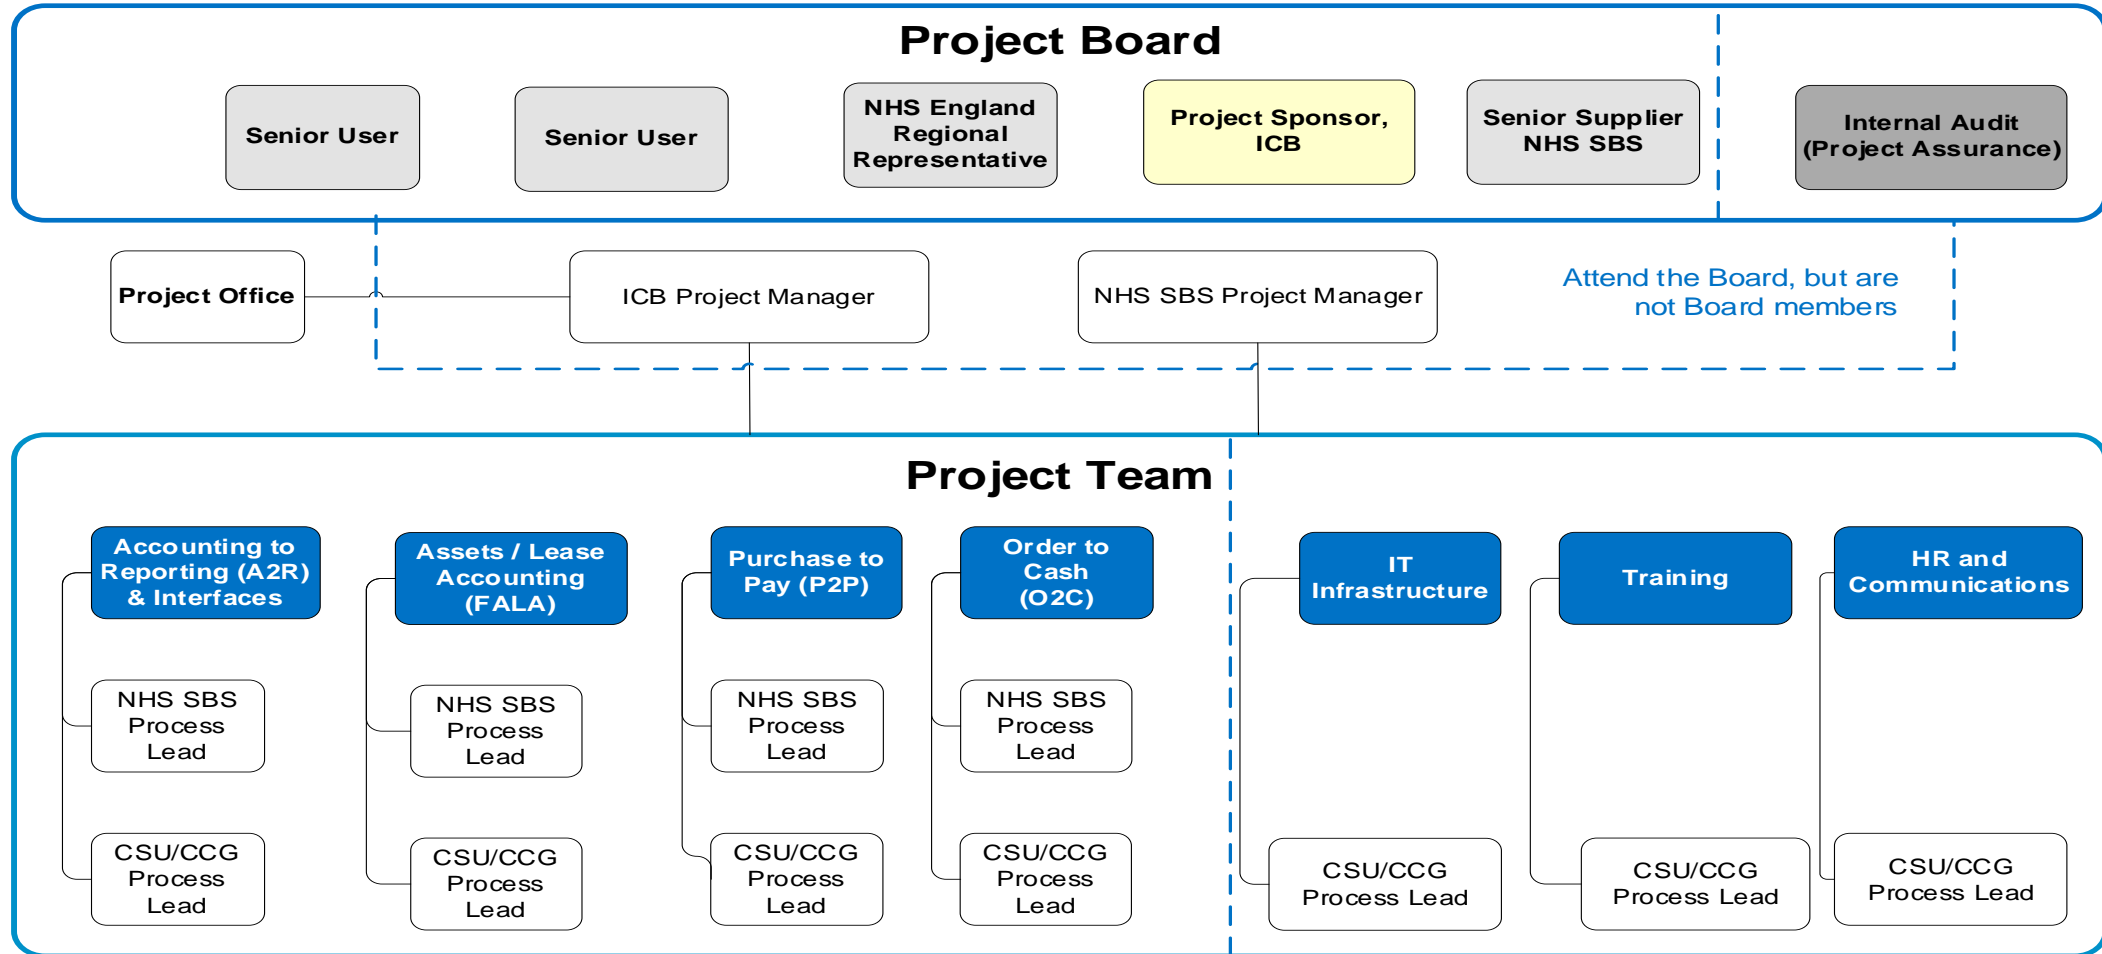 Project Board
Senior User
Senior User
NHS England
Regional
Representative
Project Sponsor,
ICB
Senior Supplier
NHS SBS
Internal Audit
(Project Assurance)
Project Office
ICB Project Manager
NHS SBS Project Manager
Attend the Board, but are
not Board members
Project Team
Accounting to
Reporting (A2R)
& Interfaces
Assets / Lease
Accounting
(FALA)
Purchase to
Pay (P2P)
Order to
Cash
(O2C)
IT
Infrastructure
Training
HR and
Communications
NHS SBS
Process
Lead
NHS SBS
Process
Lead
NHS SBS
Process
Lead
NHS SBS
Process
Lead
CSU/CCG
Process
Lead
CSU/CCG
Process
Lead
CSU/CCG
Process
Lead
CSU/CCG
Process
Lead
CSU/CCG
Process Lead
CSU/CCG
Process Lead
CSU/CCG
Process Lead